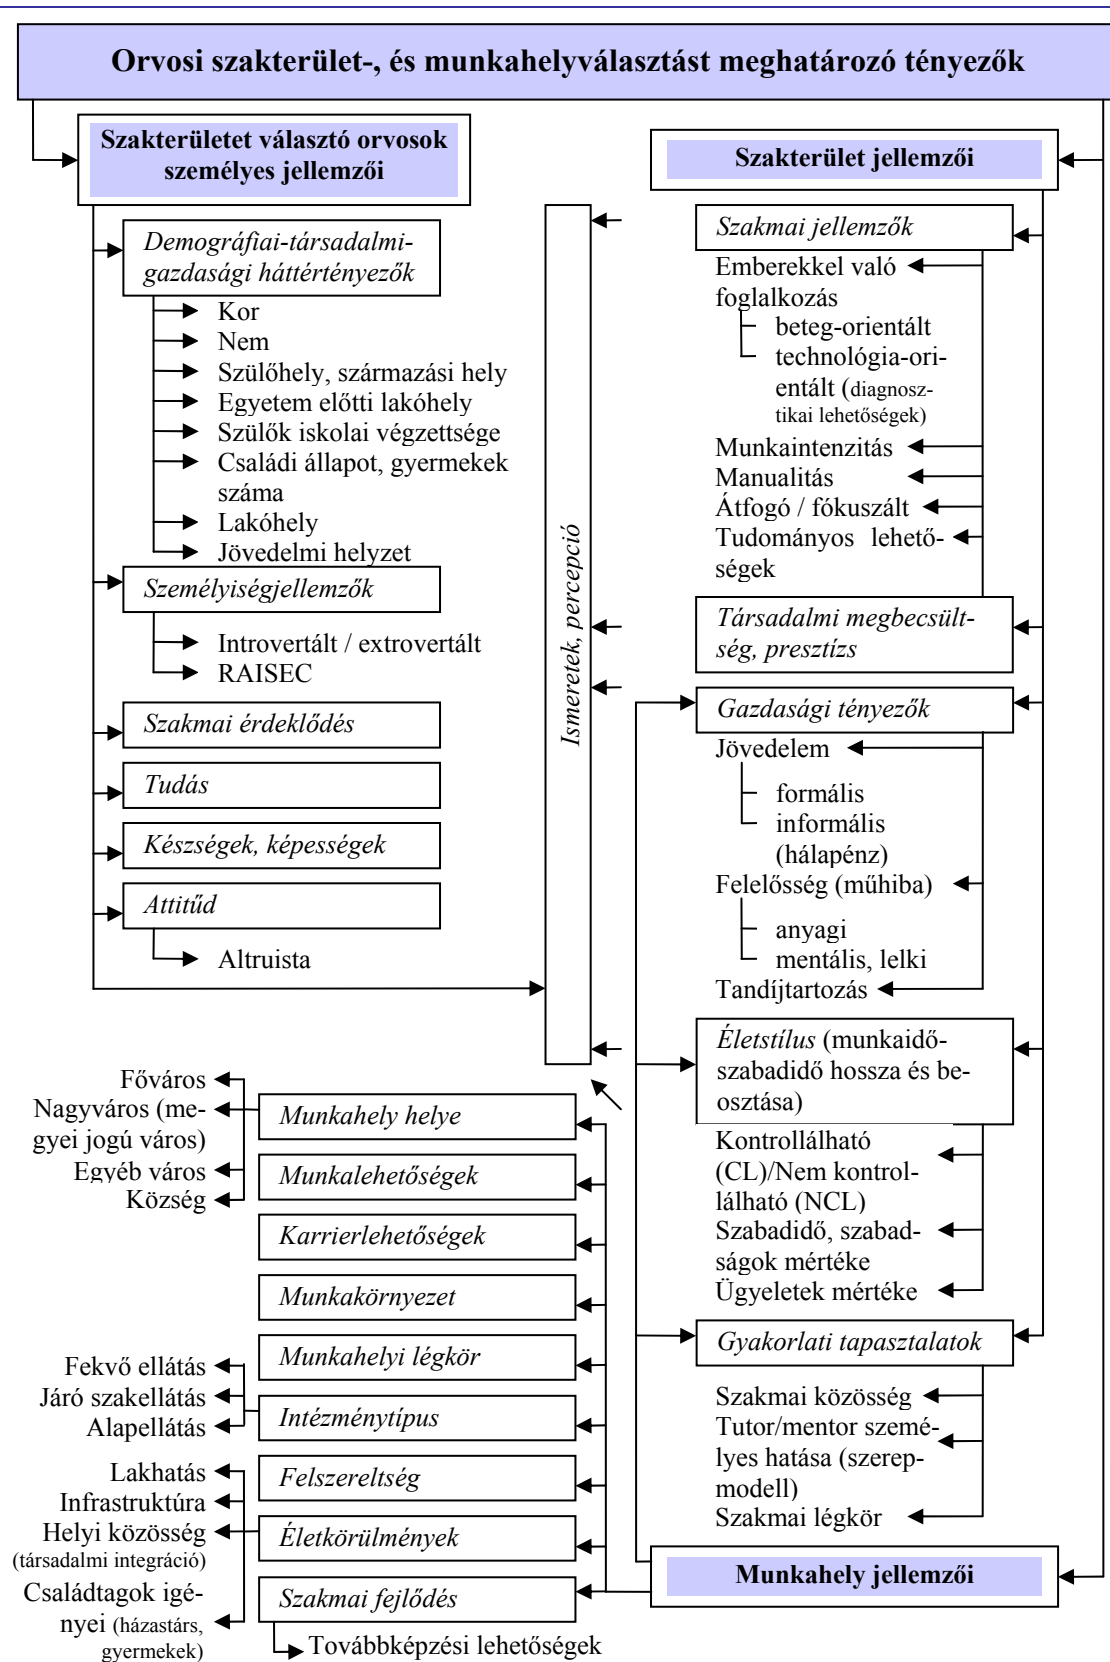 Orvosi szakterület-, és munkahelyválasztást meghatározó tényezők
Szakterületet választó orvosok
személyes jellemzői
Demográfiai-társadalmi-
gazdasági háttértényezők
Kor
Nem
Szülőhely, származási hely
Egyetem előtti lakóhely
Szülők iskolai végzettsége
Családi állapot, gyermekek
száma
Lakóhely
Jövedelmi helyzet
Személyiségjellemzők
Introvertált / extrovertált
RAISEC
Szakmai érdeklődés
Tudás
Készségek, képességek
Attitűd
Altruista
Ismeretek, percepció
Szakterület jellemzői
Szakmai jellemzők
Emberekkel való
foglalkozás
beteg-orientált
technológia-ori-
entált (diagnosz-
tikai lehetőségek)
Munkaintenzitás
Manualitás
Átfogó / fókuszált
Tudományos lehető-
ségek
Társadalmi megbecsült-
ség, presztízs
Gazdasági tényezők
Jövedelem
formális
informális
(hálapénz)
Felelősség (műhiba)
anyagi
mentális, lelki
Tandíjtartozás
Életstílus (munkaidő-
szabadidő hossza és be-
osztása)
Kontrollálható
(CL)/Nem kontrol-
lálható (NCL)
Szabadidő, szabad-
ságok mértéke
Ügyeletek mértéke
Gyakorlati tapasztalatok
Szakmai közösség
Tutor/mentor szemé-
lyes hatása (szerep-
modell)
Szakmai légkör
Munkahely jellemzői
Munkahely helye
Főváros
Nagyváros (me-
gyei jogú város)
Egyéb város
Község
Munkalehetőségek
Karrierlehetőségek
Munkakörnyezet
Munkahelyi légkör
Intézménytípus
Fekvő ellátás
Járó szakellátás
Alapellátás
Felszereltség
Életkörülmények
Lakhatás
Infrastruktúra
Helyi közösség
(társadalmi integráció)
Családtagok igé-
nyei (házastárs,
gyermekek)
Szakmai fejlődés
Továbbképzési lehetőségek